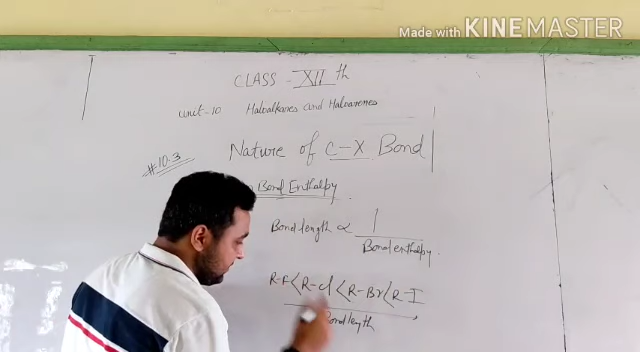 Made with KINEMASTER
CLASS - XII th
unit-10 Haloalkanes and Haloarenes
Nature of C-X Bond
#10.3
Bond Enthalpy
Bond length ∝ 1
Bond enthalpy
R-F < R-Cl < R-Br < R-I
Bond length